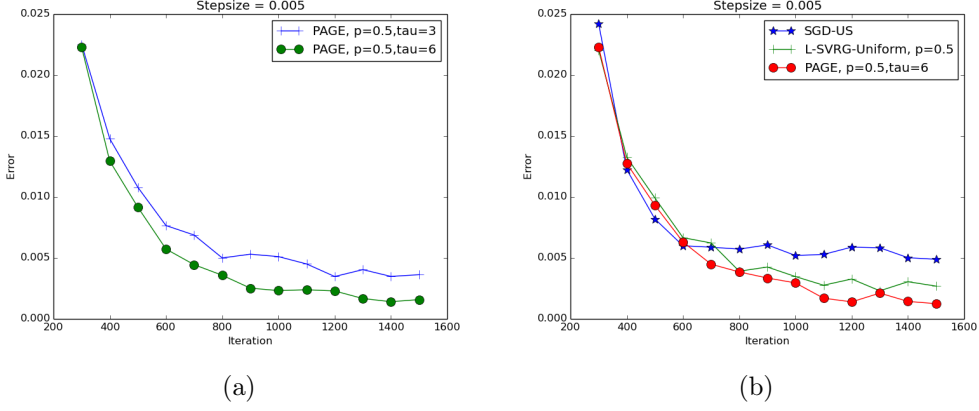 Stepsize = 0.005
0.025
0.020
0.015
0.010
0.005
0.000
Error
PAGE, p=0.5,tau=3
PAGE, p=0.5,tau=6
200 400 600 800 1000 1200 1400 1600
Iteration
(a)
Stepsize = 0.005
0.025
0.020
0.015
0.010
0.005
0.000
Error
SGD-US
L-SVRG-Uniform, p=0.5
PAGE, p=0.5,tau=6
200 400 600 800 1000 1200 1400 1600
Iteration
(b)